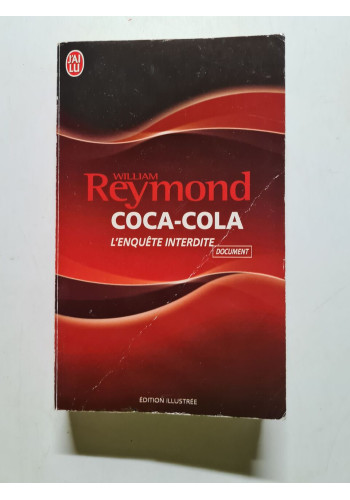 J'AI
LU
WILLIAM
Reymond
COCA-COLA
L'ENQUÊTE INTERDITE
DOCUMENT
ÉDITION ILLUSTRÉE